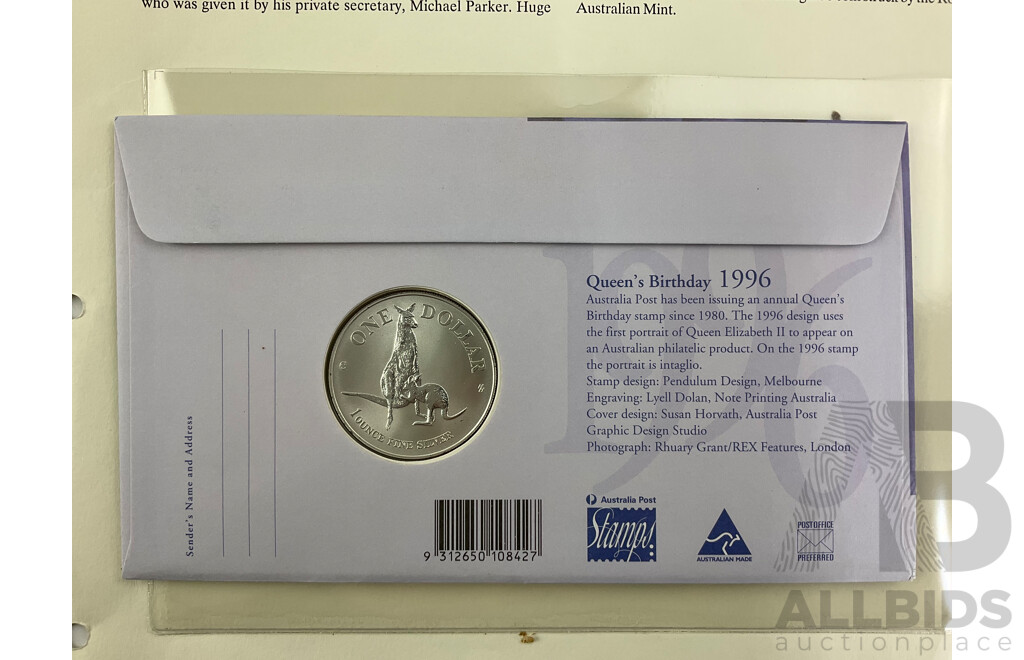 who was given it by his private secretary, Michael Parker. Huge
Australian Mint.
1996
Queen's Birthday 1996
Australia Post has been issuing an annual Queen's
Birthday stamp since 1980. The 1996 design uses
the first portrait of Queen Elizabeth II to appear on
an Australian philatelic product. On the 1996 stamp
the portrait is intaglio.
Stamp design: Pendulum Design, Melbourne
Engraving: Lyell Dolan, Note Printing Australia
Cover design: Susan Horvath, Australia Post
Graphic Design Studio
Photograph: Rhuary Grant/REX Features, London
ONE DOLLAR
C
1 OUNCE FINE SILVER
Sender's Name and Address
9 312650 108427
Australia Post
Stamps!
AUSTRALIAN MADE
POST OFFICE
PREFERRED
AB
ALLBIDS
auctionplace